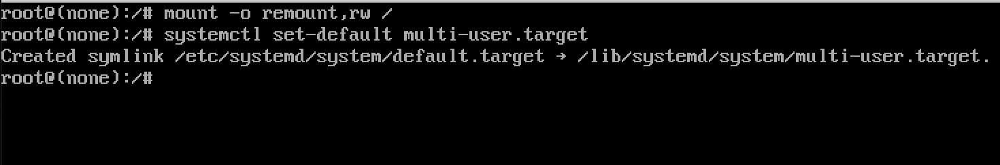 root@(none):/# mount -o remount,rw /
root@(none):/# systemctl set-default multi-user.target
Created symlink /etc/systemd/system/default.target → /lib/systemd/system/multi-user.target.
root@(none):/#